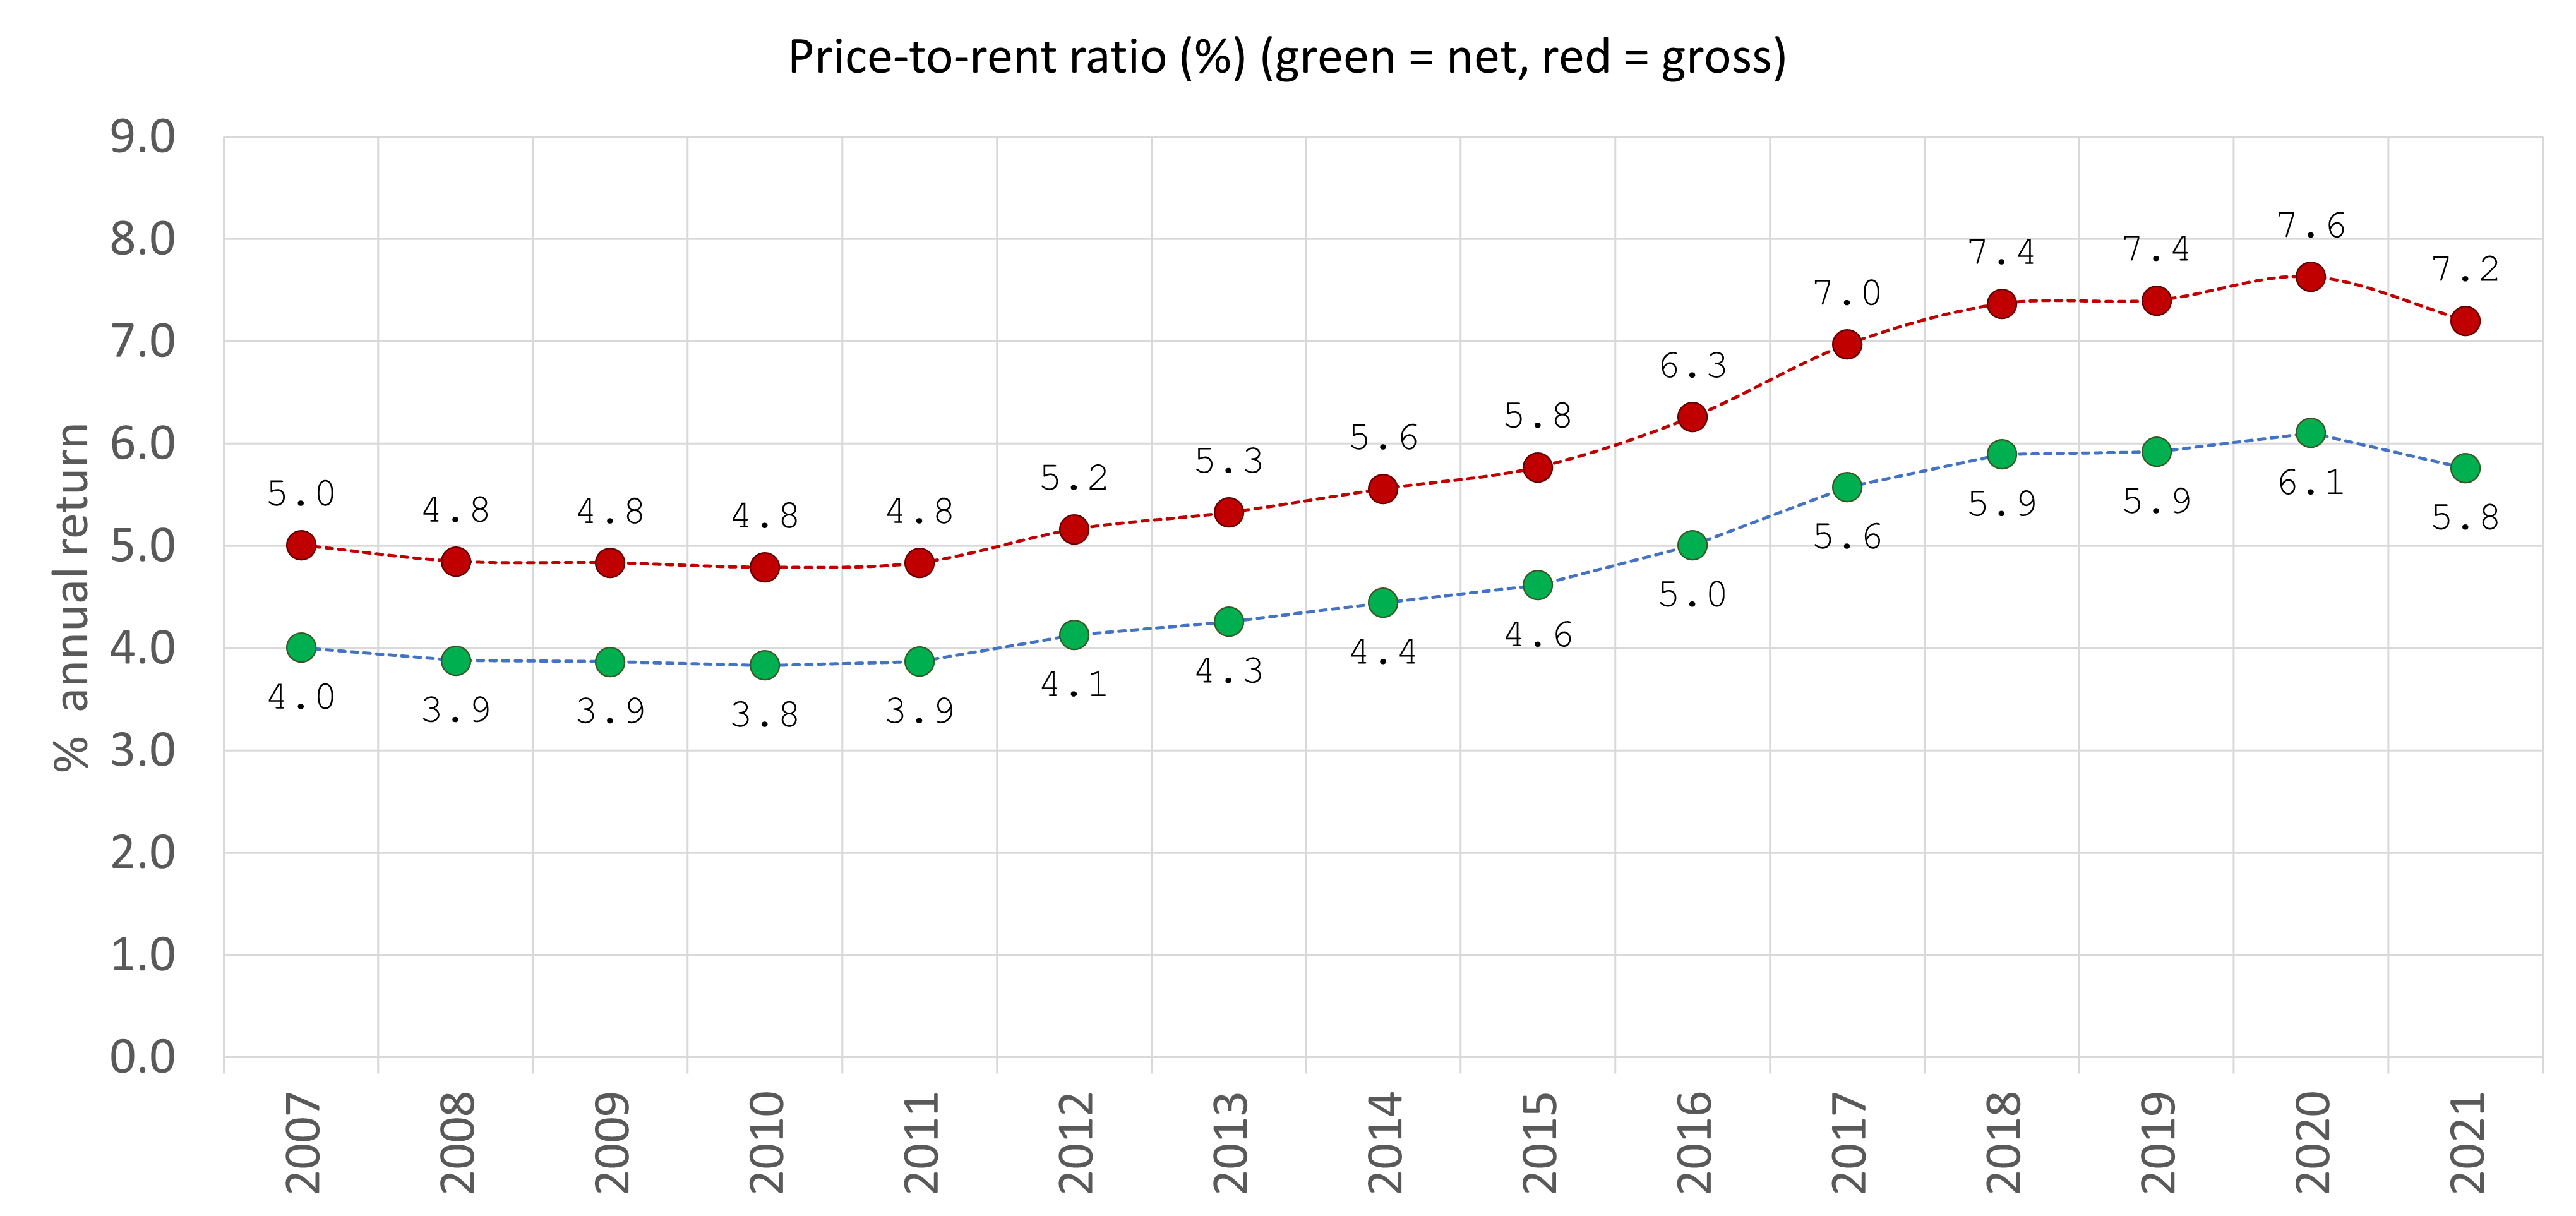 Price-to-rent ratio (%) (green = net, red = gross)
% annual return
9.0
8.0
7.0
6.0
5.0
4.0
3.0
2.0
1.0
0.0
5.0 4.8 4.8 4.8 4.8 5.2 5.3 5.6 5.8 6.3 7.0 7.4 7.4 7.6 7.2
4.0 3.9 3.9 3.8 3.9 4.1 4.3 4.4 4.6 5.0 5.6 5.9 5.9 6.1 5.8
2007 2008 2009 2010 2011 2012 2013 2014 2015 2016 2017 2018 2019 2020 2021